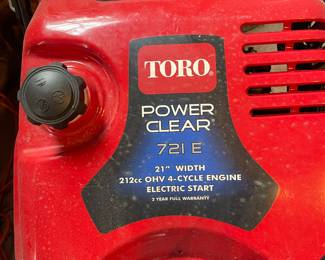 TORO
POWER
CLEAR®
721 E
21" WIDTH
212cc OHV 4-CYCLE ENGINE
ELECTRIC START
2 YEAR FULL WARRANTY